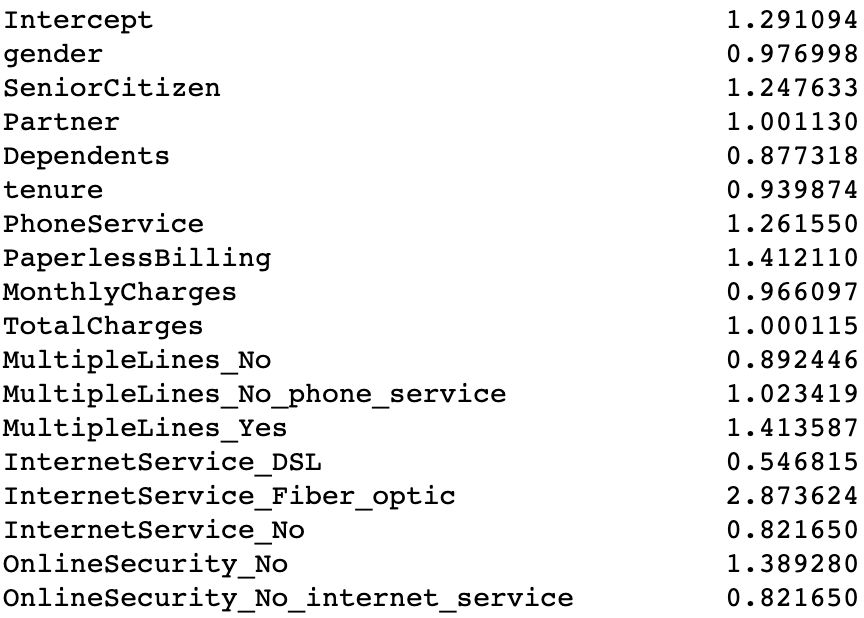 Intercept 1.291094
gender 0.976998
SeniorCitizen 1.247633
Partner 1.001130
Dependents 0.877318
tenure 0.939874
PhoneService 1.261550
PaperlessBilling 1.412110
MonthlyCharges 0.966097
TotalCharges 1.000115
MultipleLines_No 0.892446
MultipleLines_No_phone_service 1.023419
MultipleLines_Yes 1.413587
InternetService_DSL 0.546815
InternetService_Fiber_optic 2.873624
InternetService_No 0.821650
OnlineSecurity_No 1.389280
OnlineSecurity_No_internet_service 0.821650